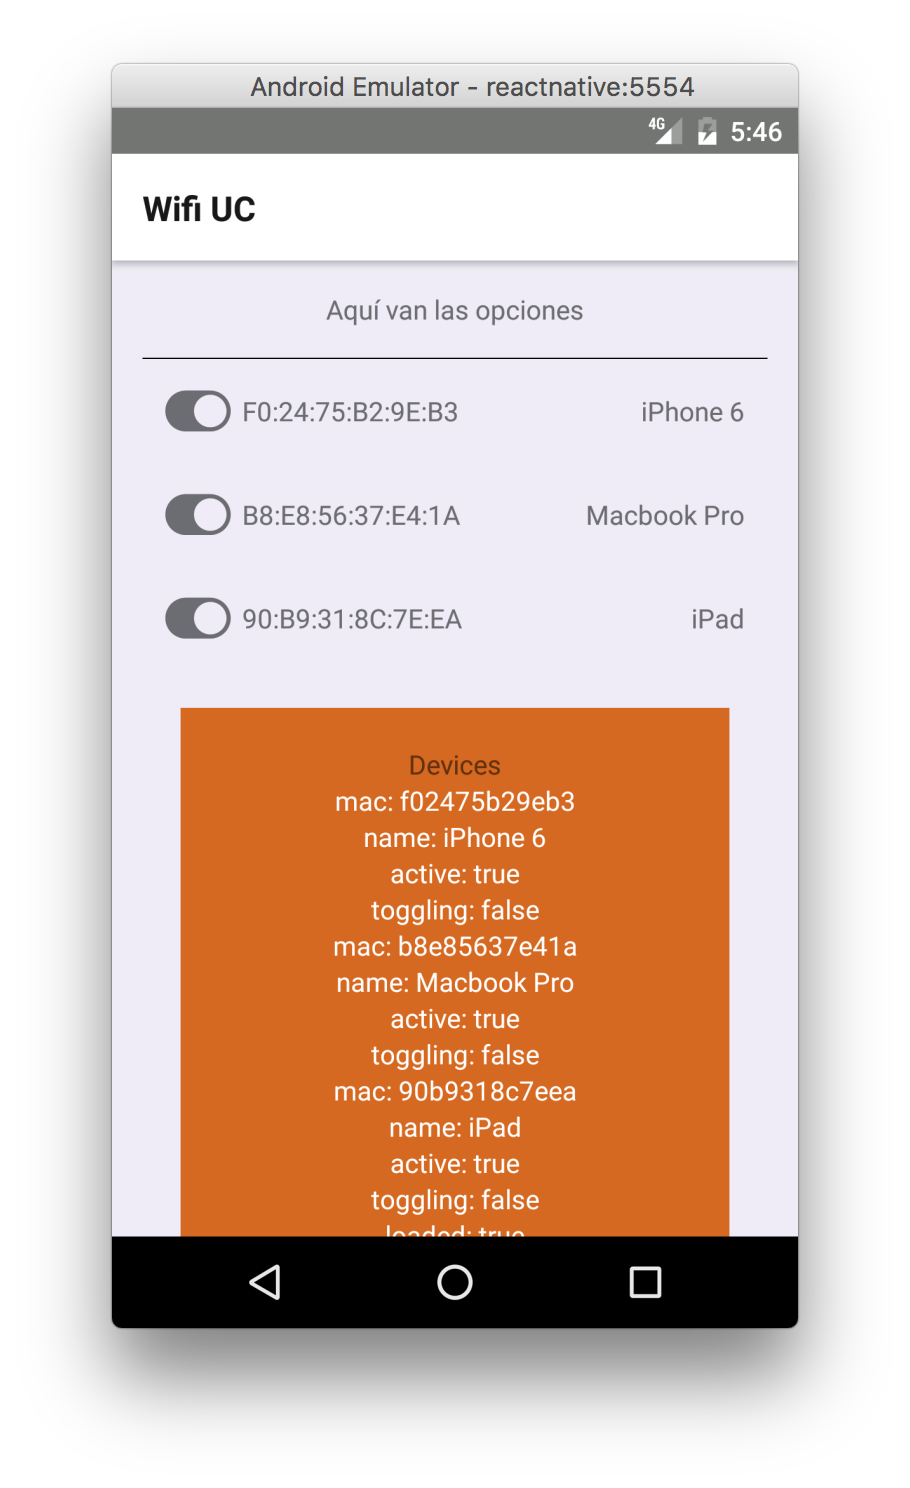 Android Emulator - reactnative:5554
4G 5:46
Wifi UC
Aquí van las opciones
F0:24:75:B2:9E:B3 iPhone 6
B8:E8:56:37:E4:1A Macbook Pro
90:B9:31:8C:7E:EA iPad
Devices
mac: f02475b29eb3
name: iPhone 6
active: true
toggling: false
mac: b8e85637e41a
name: Macbook Pro
active: true
toggling: false
mac: 90b9318c7eea
name: iPad
active: true
toggling: false
loaded: true